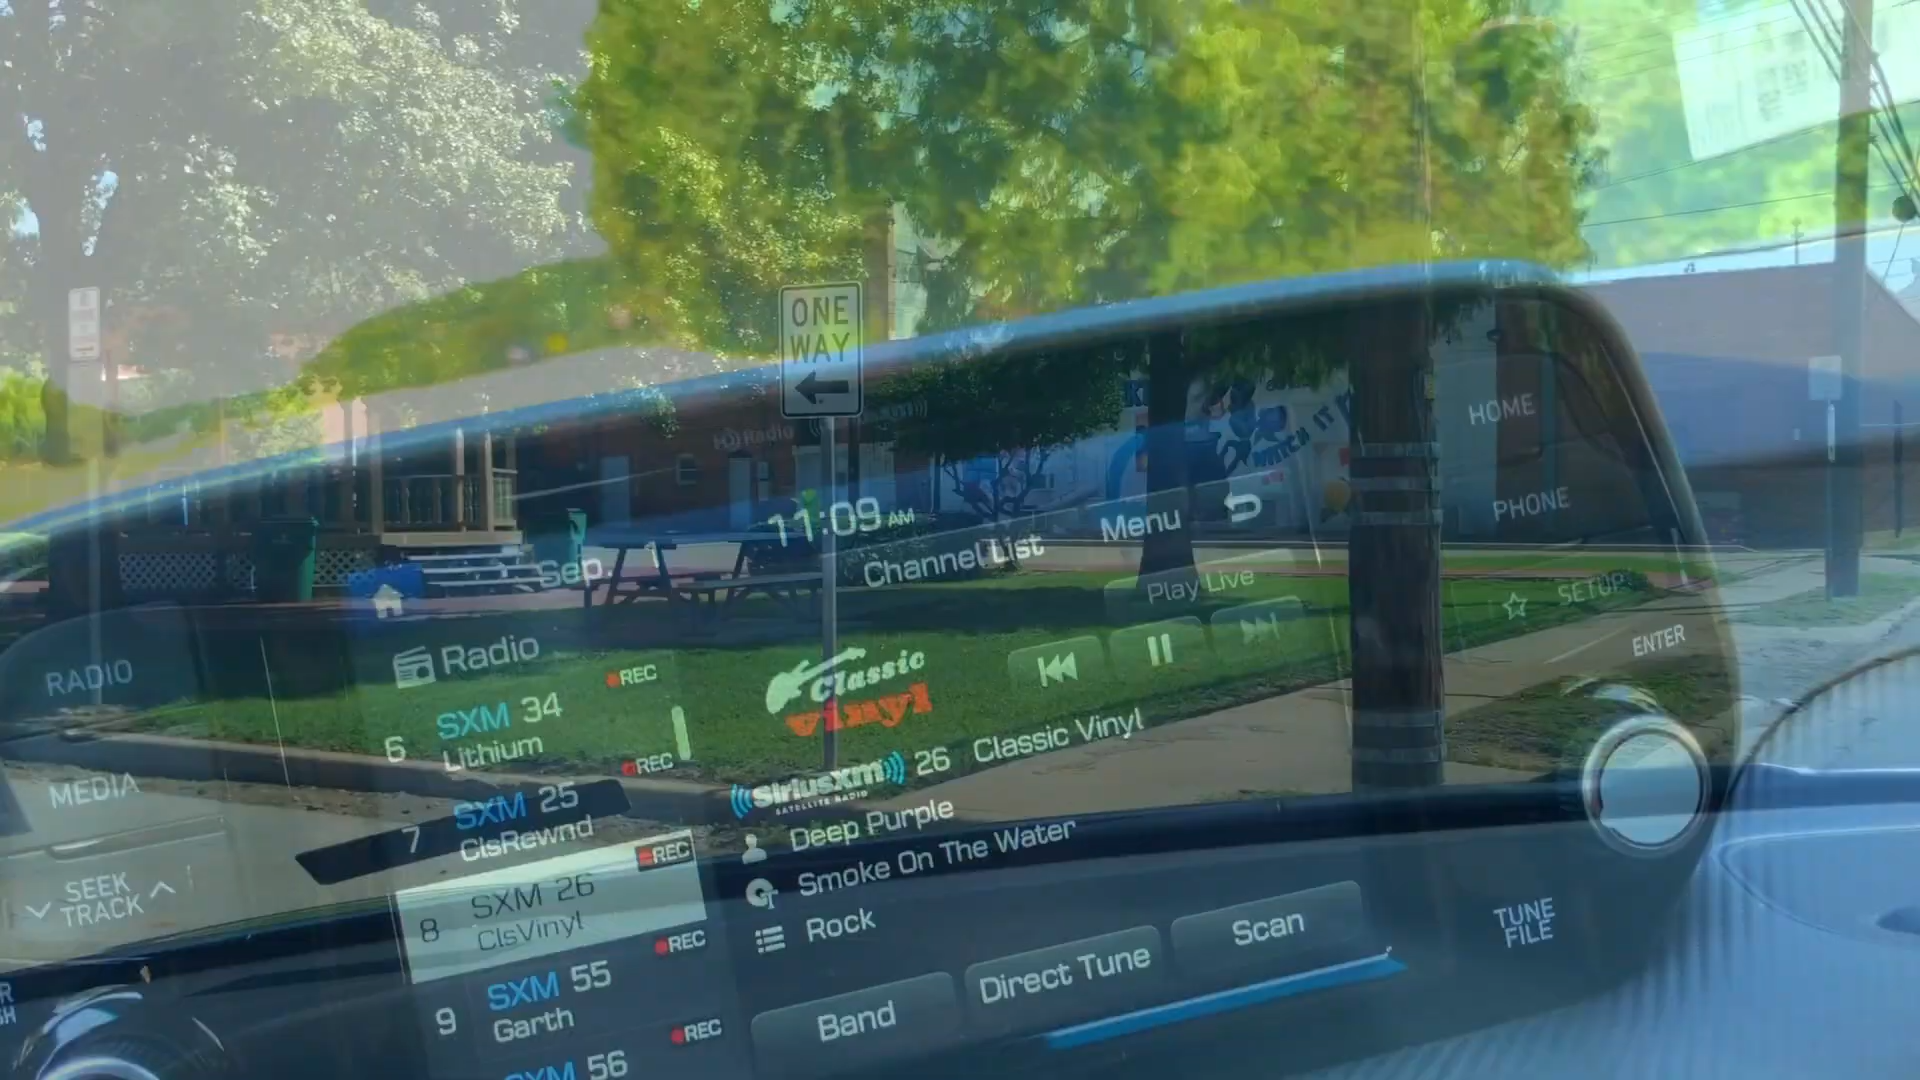 ONE
WAY
HD Radio
HOME
PHONE
11:09 AM
Sep. 1
Channel List
Menu
Play Live
SETUP
ENTER
RADIO
Radio
REC
6 SXM 34
Lithium
Classic
vinyl
REC
MEDIA
7 SXM 25
ClsRewnd
((SiriusXM)) 26 Classic Vinyl
SATELLITE RADIO
Deep Purple
REC
8 SXM 26
ClsVinyl
Smoke On The Water
SEEK
TRACK
Rock
REC
9 SXM 55
Garth
Band
Direct Tune
Scan
TUNE
FILE
REC
SXM 56